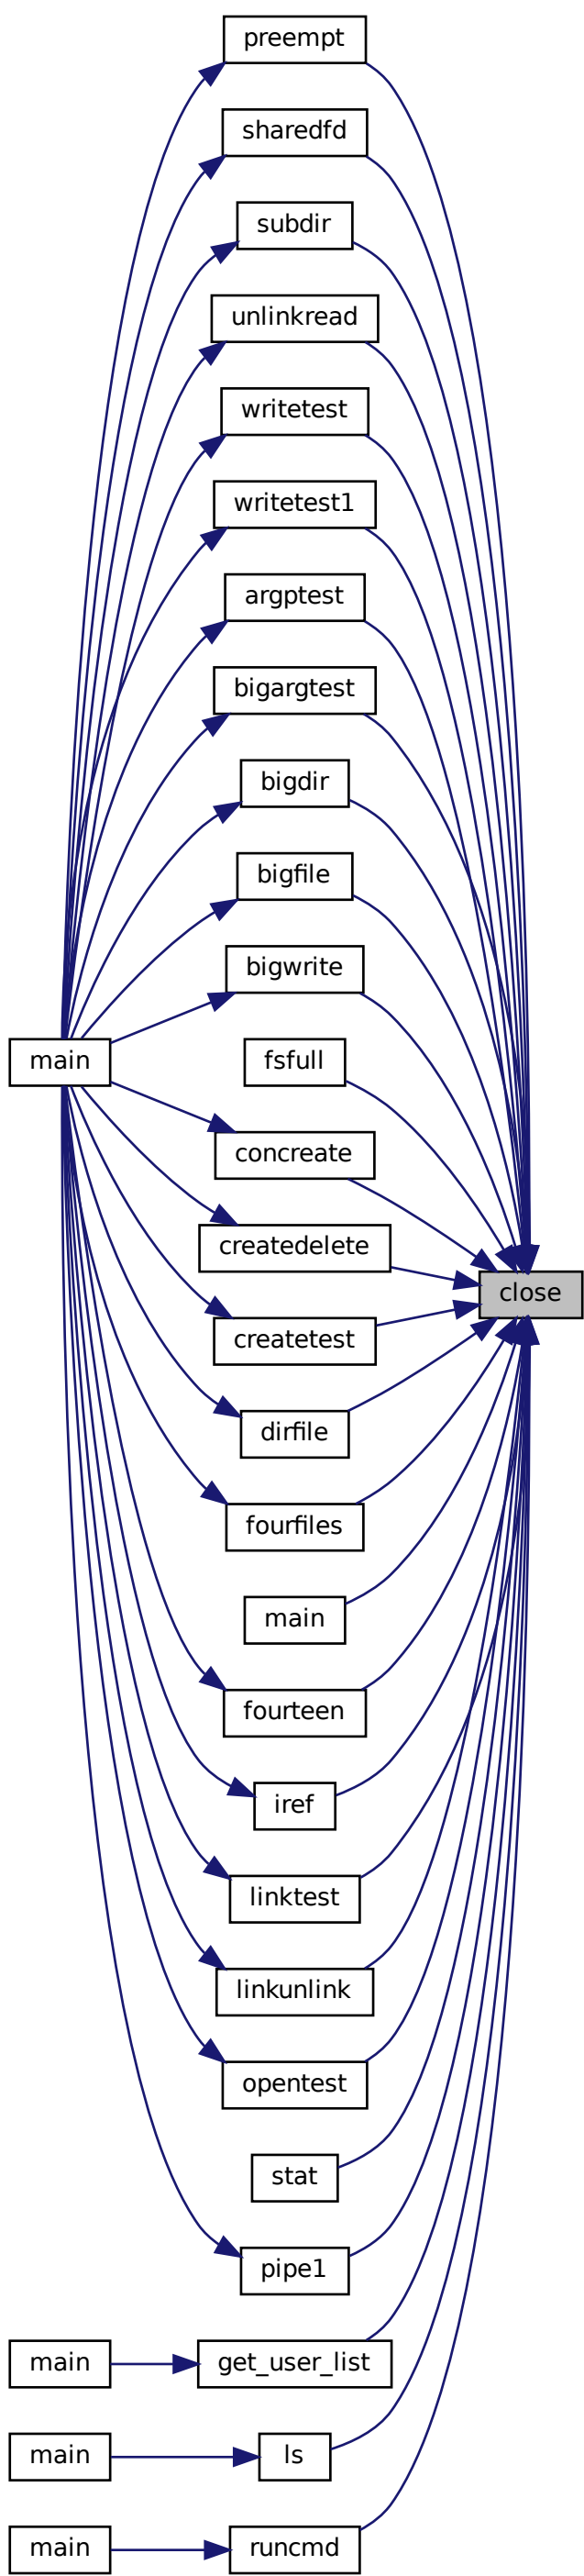 preempt
sharedfd
subdir
unlinkread
writetest
writetest1
argptest
bigargtest
bigdir
bigfile
bigwrite
main
fsfull
concreate
createdelete
close
createtest
dirfile
fourfiles
main
fourteen
iref
linktest
linkunlink
opentest
stat
pipe1
main
get_user_list
main
ls
main
runcmd